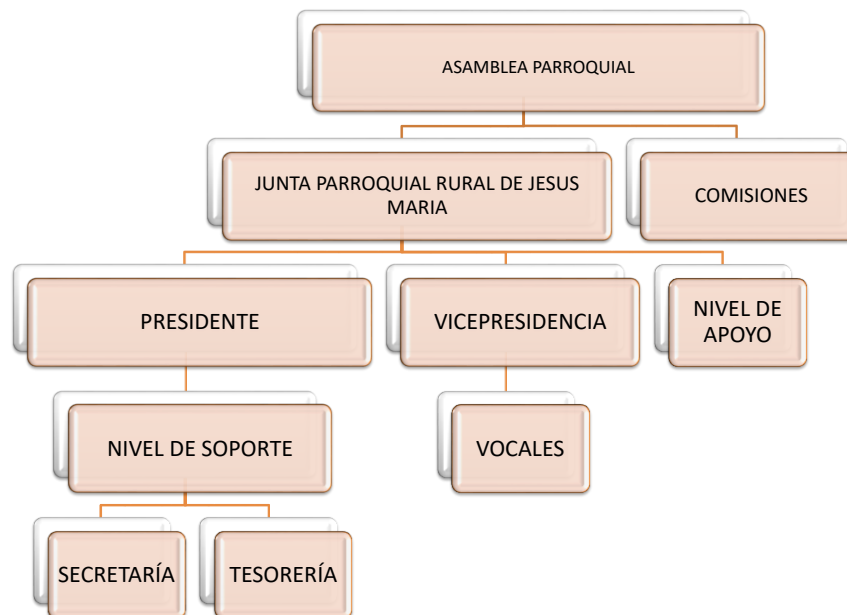 ASAMBLEA PARROQUIAL
JUNTA PARROQUIAL RURAL DE JESUS
MARIA
COMISIONES
PRESIDENTE
VICEPRESIDENCIA
NIVEL DE
APOYO
NIVEL DE SOPORTE
VOCALES
SECRETARÍA
TESORERÍA